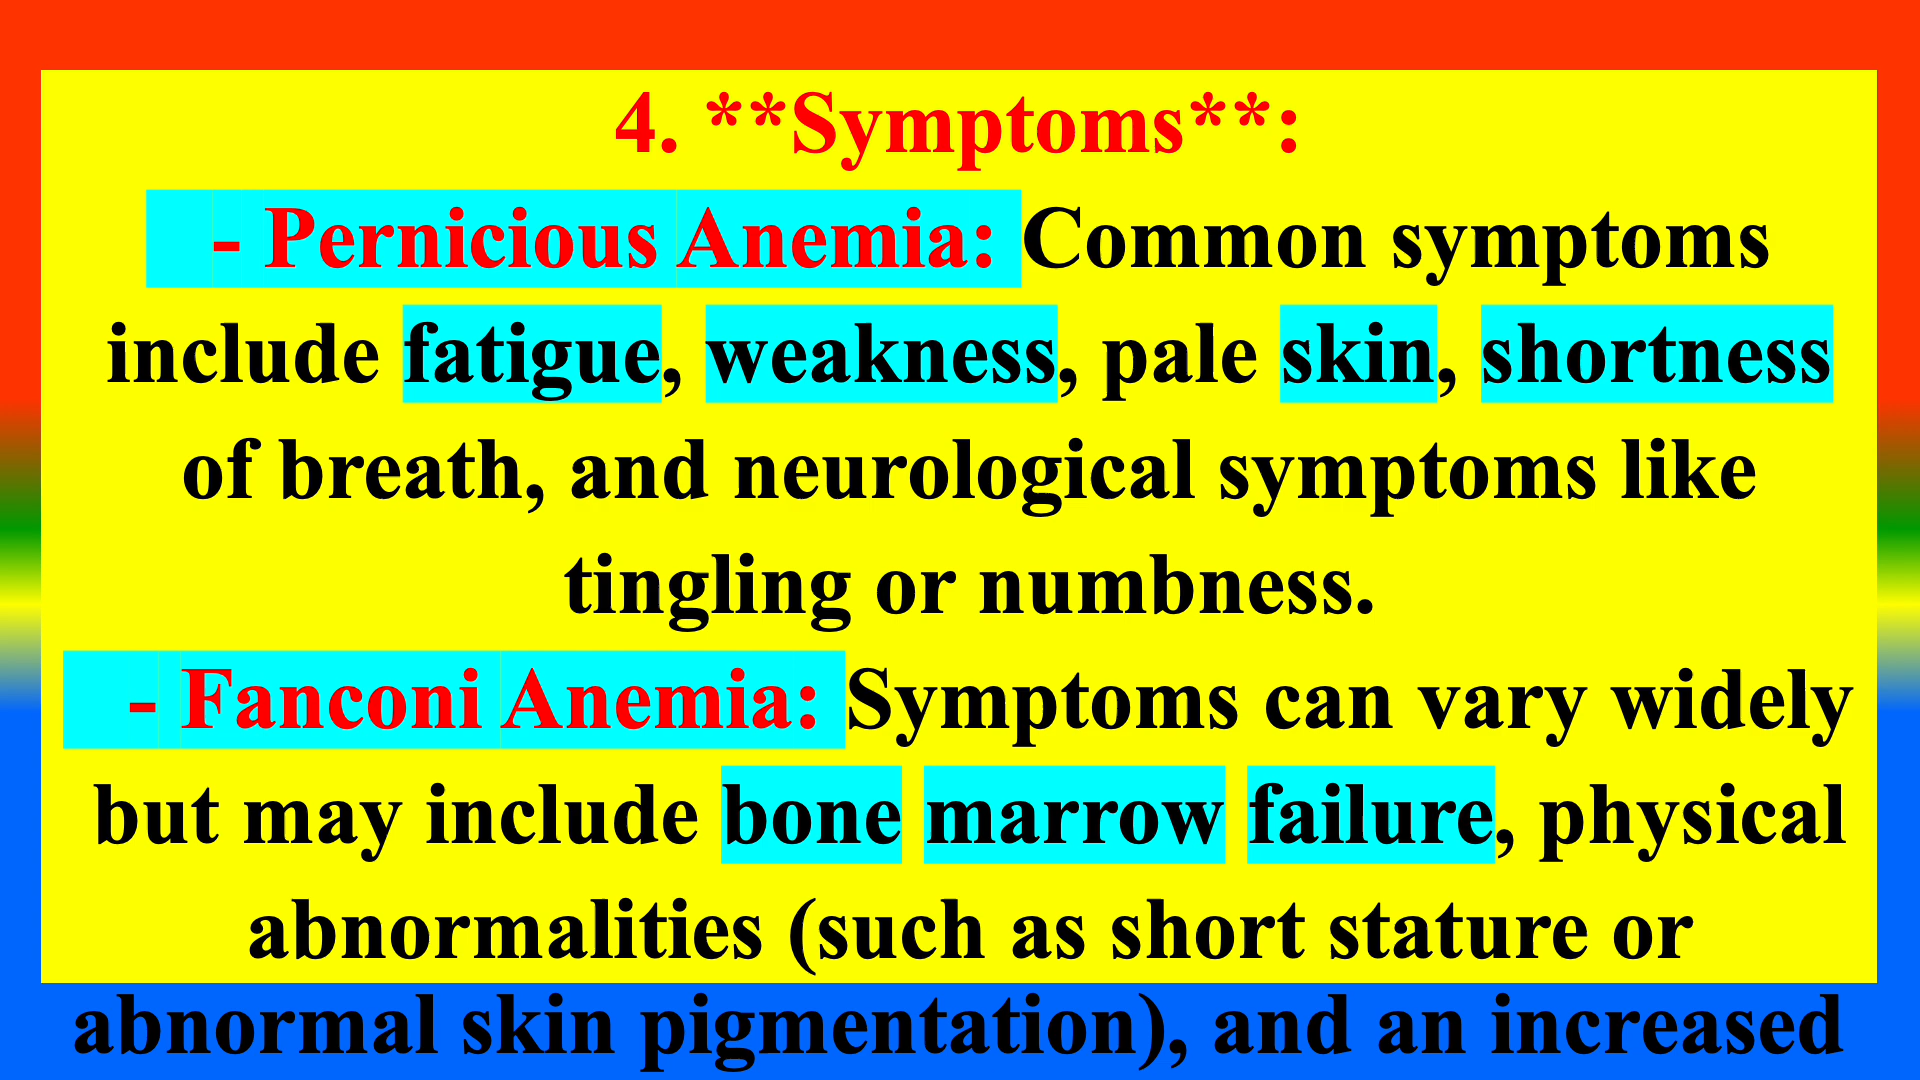 4. **Symptoms**:
- Pernicious Anemia: Common symptoms
include fatigue, weakness, pale skin, shortness
of breath, and neurological symptoms like
tingling or numbness.
- Fanconi Anemia: Symptoms can vary widely
but may include bone marrow failure, physical
abnormalities (such as short stature or
abnormal skin pigmentation), and an increased